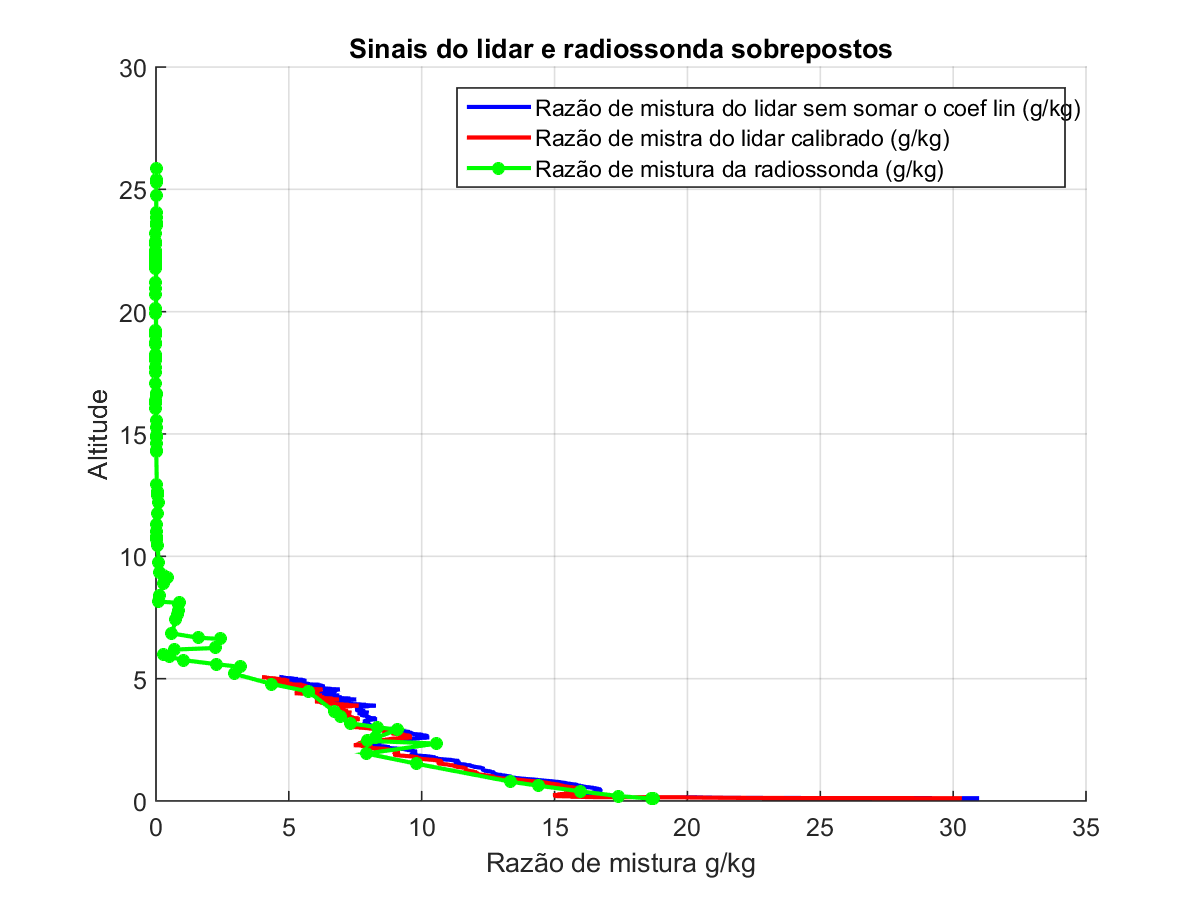 Sinais do lidar e radiossonda sobrepostos
30
25
20
15
10
5
0
Altitude
Razão de mistura do lidar sem somar o coef lin (g/kg)
Razão de mistra do lidar calibrado (g/kg)
Razão de mistura da radiossonda (g/kg)
0 5 10 15 20 25 30 35
Razão de mistura g/kg